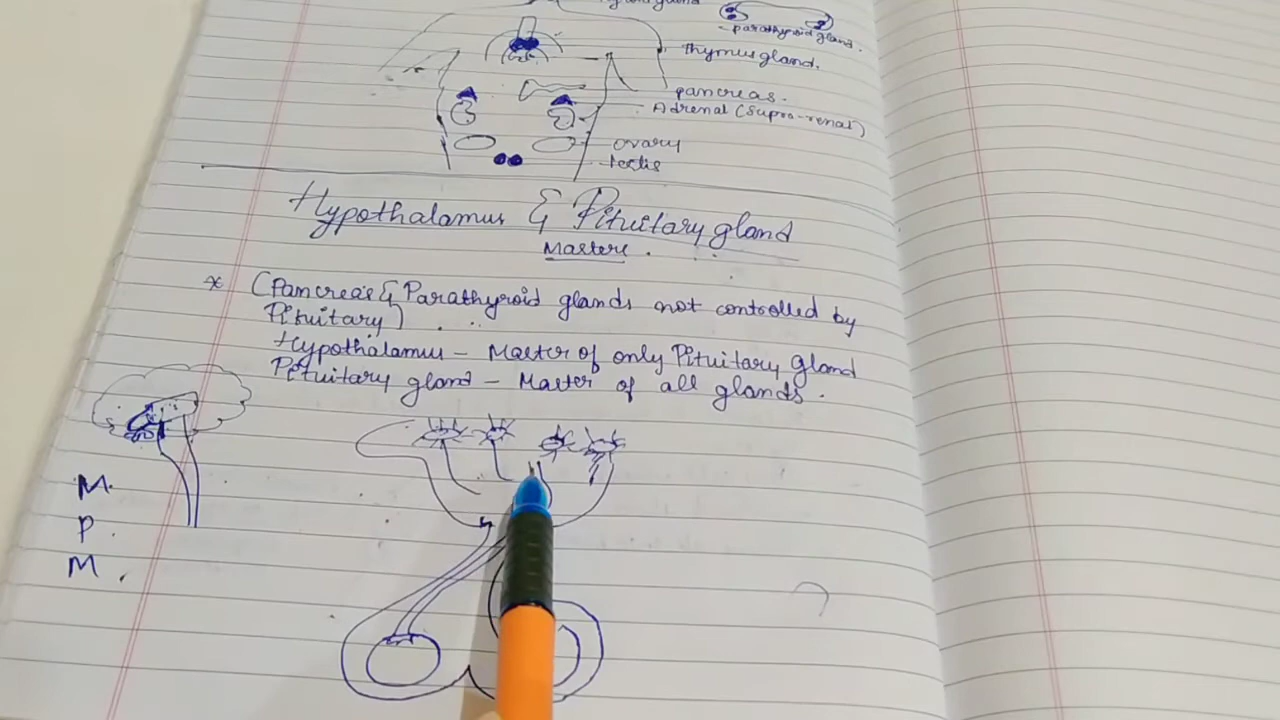 parathyroid gland.
Thymus gland.
pancreas.
Adrenal (Supra-renal)
ovary
testis
Hypothalamus & Pituitary gland
Masters.
* (Pancreas & Parathyroid glands not controlled by
Pituitary).
Hypothalamus - Master of only Pituitary gland
Pituitary gland - Master of all glands.
M.
P.
M.